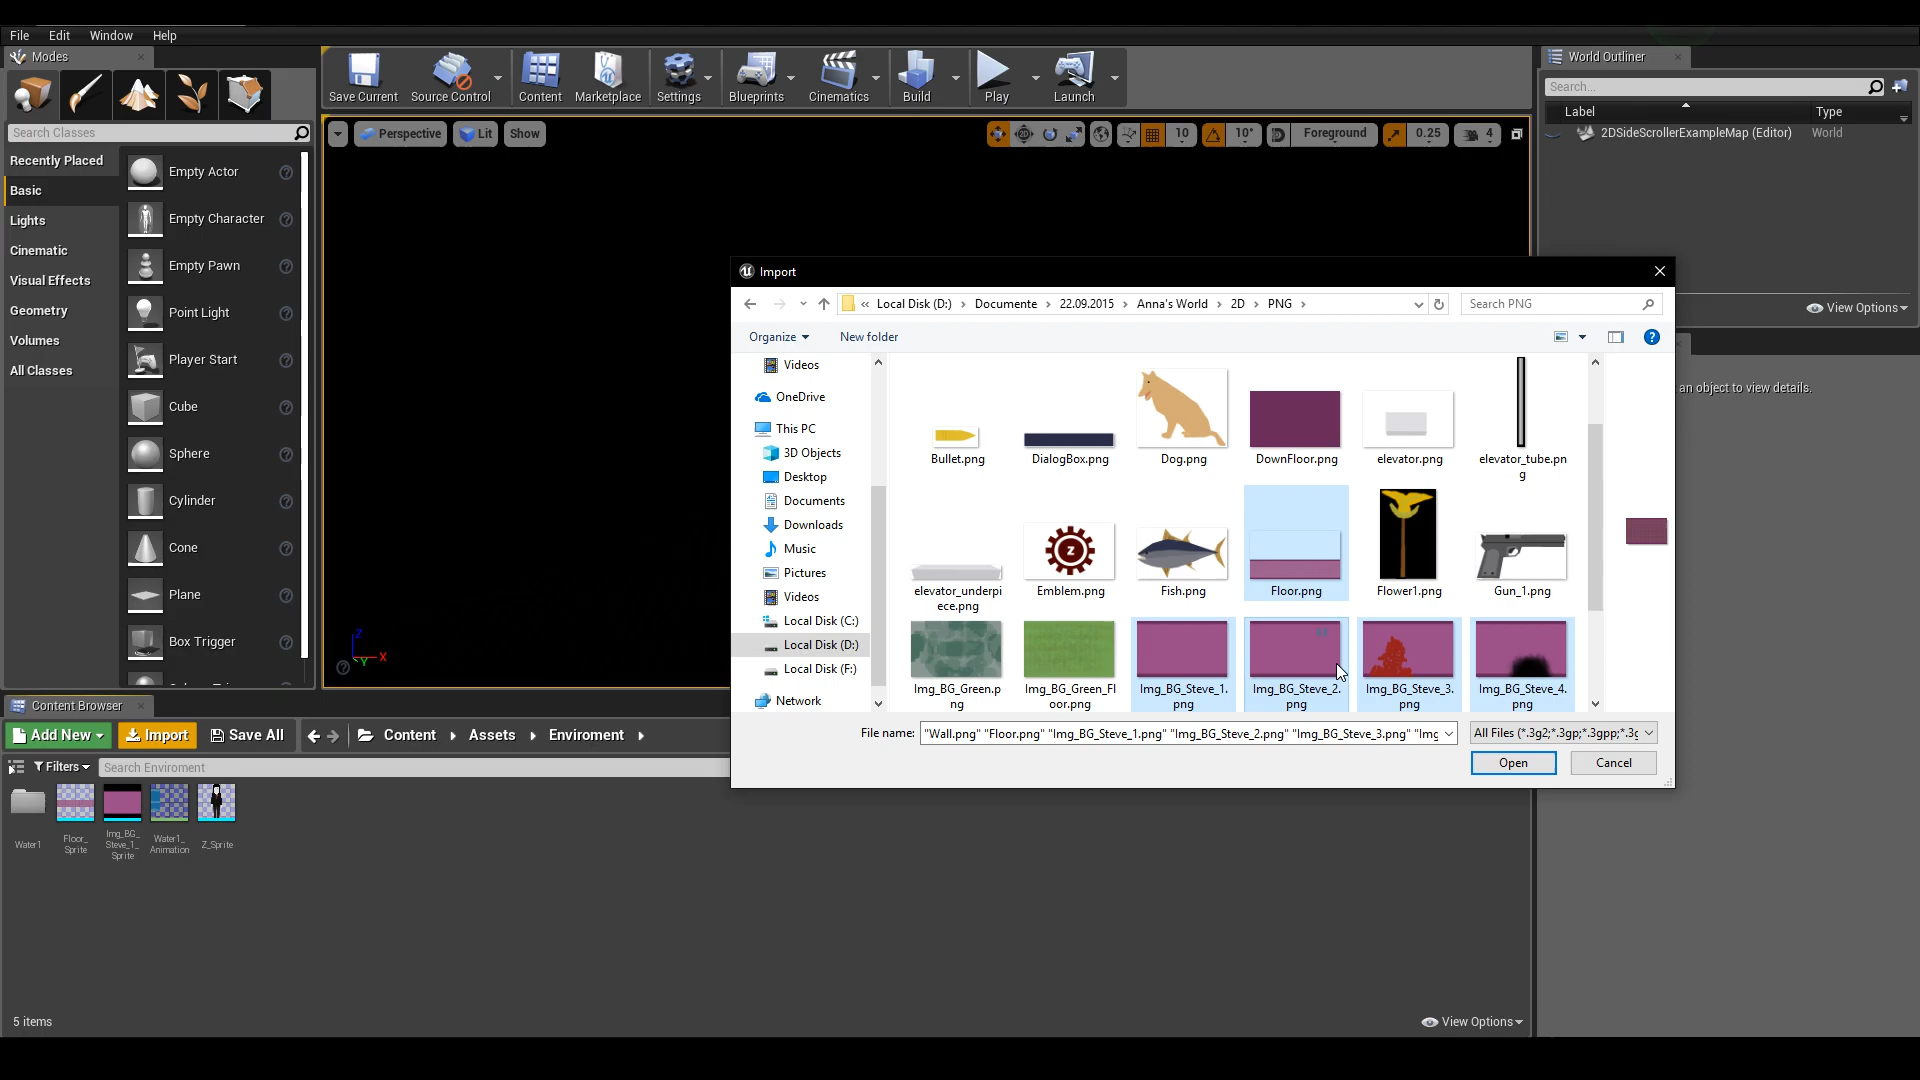 File Edit Window Help
Modes
Search Classes
Recently Placed
Basic
Lights
Cinematic
Visual Effects
Geometry
Volumes
All Classes
Empty Actor
Empty Character
Empty Pawn
Point Light
Player Start
Cube
Sphere
Cylinder
Cone
Plane
Box Trigger
Save Current Source Control Content Marketplace Settings Blueprints Cinematics Build Play Launch
Perspective Lit Show 10 10° Foreground 0.25 4
Z
X
Y
World Outliner
Search...
Label Type
2DSideScrollerExampleMap (Editor) World
View Options
an object to view details.
Import
« Local Disk (D:) Documente 22.09.2015 Anna's World 2D PNG
Search PNG
Organize New folder
Videos
OneDrive
This PC
3D Objects
Desktop
Documents
Downloads
Music
Pictures
Videos
Local Disk (C:)
Local Disk (D:)
Local Disk (F:)
Network
Bullet.png DialogBox.png Dog.png DownFloor.png elevator.png elevator_tube.pn
g
elevator_underpi
ece.png
Emblem.png Fish.png Floor.png Flower1.png Gun_1.png
Img_BG_Green.p
ng
Img_BG_Green_Fl
oor.png
Img_BG_Steve_1.
png
Img_BG_Steve_2.
png
Img_BG_Steve_3.
png
Img_BG_Steve_4.
png
File name: "Wall.png" "Floor.png" "Img_BG_Steve_1.png" "Img_BG_Steve_2.png" "Img_BG_Steve_3.png" "Img
All Files (*.3g2;*.3gp;*.3gpp;*.3g
Open Cancel
Content Browser
Add New Import Save All Content Assets Enviroment
Filters Search Enviroment
Water1
Floor_
Sprite
Img_BG_
Steve_1_
Sprite
Water1_
Animation
Z_Sprite
5 items
View Options